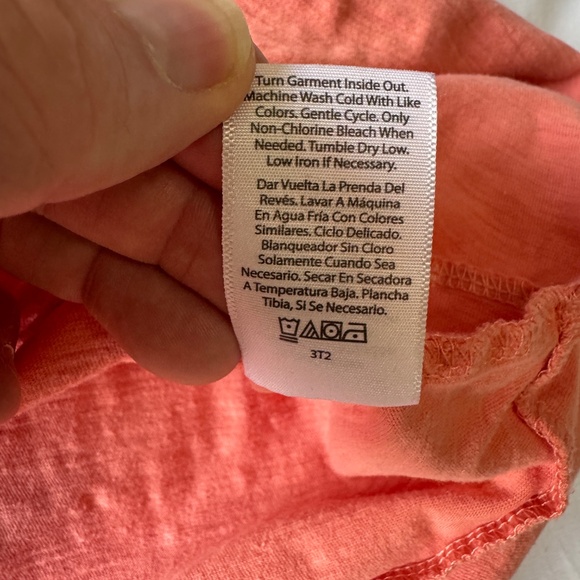 Turn Garment Inside Out.
Machine Wash Cold With Like
Colors. Gentle Cycle. Only
Non-Chlorine Bleach When
Needed. Tumble Dry Low.
Low Iron If Necessary.
Dar Vuelta La Prenda Del
Revés. Lavar A Máquina
En Agua Fría Con Colores
Similares. Ciclo Delicado.
Blanqueador Sin Cloro
Solamente Cuando Sea
Necesario. Secar En Secadora
A Temperatura Baja. Plancha
Tibia, Si Se Necesario.
3T2